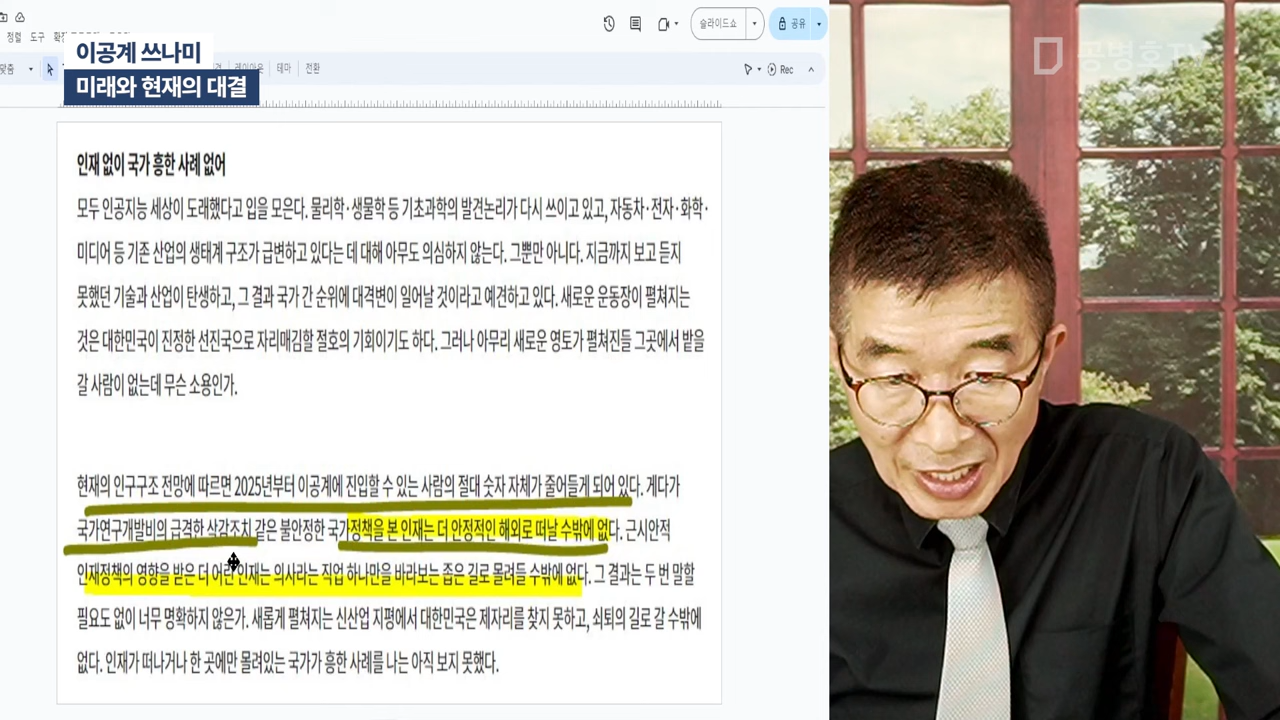 정렬 도구
슬라이드쇼
공유
이공계 쓰나미
미래와 현재의 대결
맞춤
레이아웃
테마
전환
Rec
공병호TV
인재 없이 국가 흥한 사례 없어
모두 인공지능 세상이 도래했다고 입을 모은다. 물리학·생물학 등 기초과학의 발견논리가 다시 쓰이고 있고, 자동차·전자·화학·
미디어 등 기존 산업의 생태계 구조가 급변하고 있다는 데 대해 아무도 의심하지 않는다. 그뿐만 아니다. 지금까지 보고 듣지
못했던 기술과 산업이 탄생하고, 그 결과 국가 간 순위에 대격변이 일어날 것이라고 예견하고 있다. 새로운 운동장이 펼쳐지는
것은 대한민국이 진정한 선진국으로 자리매김할 절호의 기회이기도 하다. 그러나 아무리 새로운 영토가 펼쳐진들 그곳에서 밭을
갈 사람이 없는데 무슨 소용인가.
현재의 인구구조 전망에 따르면 2025년부터 이공계에 진입할 수 있는 사람의 절대 숫자 자체가 줄어들게 되어 있다. 게다가
국가연구개발비의 급격한 삭감조치 같은 불안정한 국가정책을 본 인재는 더 안정적인 해외로 떠날 수밖에 없다. 근시안적
인재정책의 영향을 받은 더 어린 인재는 의사라는 직업 하나만을 바라보는 좁은 길로 몰려들 수밖에 없다. 그 결과는 두 번 말할
필요도 없이 너무 명확하지 않은가. 새롭게 펼쳐지는 신산업 지평에서 대한민국은 제자리를 찾지 못하고, 쇠퇴의 길로 갈 수밖에
없다. 인재가 떠나거나 한 곳에만 몰려있는 국가가 흥한 사례를 나는 아직 보지 못했다.